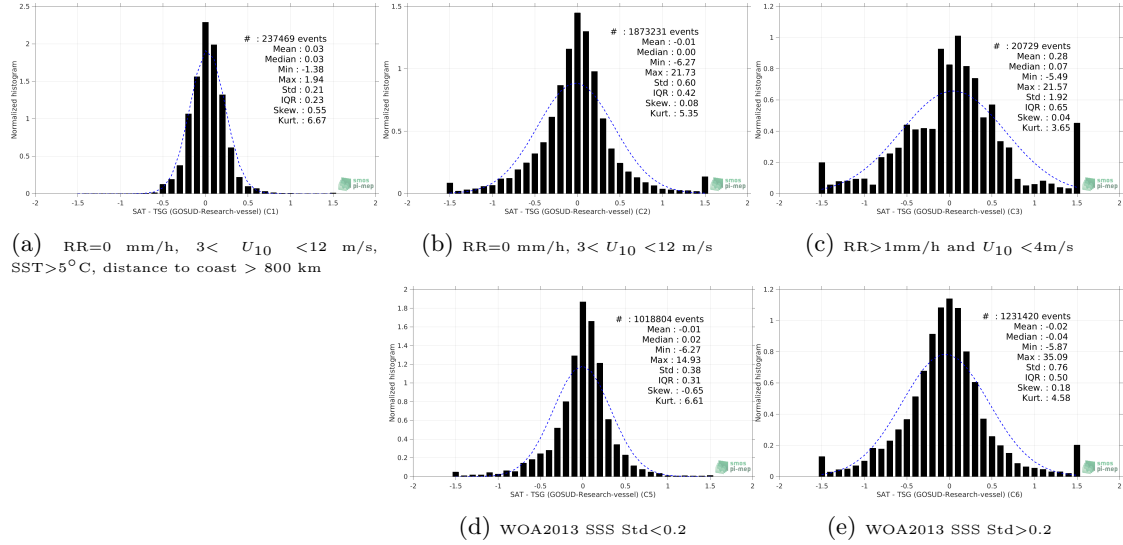 2.5
2
1.5
1
0.5
0
-2
-1.5
-1
-0.5
0
0.5
1
1.5
2
Normalized histogram
# : 237469 events
Mean : 0.03
Median : 0.03
Min : -1.38
Max : 1.94
Std : 0.21
IQR : 0.23
Skew. : 0.55
Kurt. : 6.67
smos
pi-mep
SAT - TSG (GOSUD-Research-vessel) (C1)
(a) RR=0 mm/h, 3< U10 <12 m/s,
SST>5°C, distance to coast > 800 km
1.5
1
0.5
0
-2
-1.5
-1
-0.5
0
0.5
1
1.5
2
Normalized histogram
# : 1873231 events
Mean : -0.01
Median : 0.00
Min : -6.27
Max : 21.73
Std : 0.60
IQR : 0.42
Skew. : 0.08
Kurt. : 5.35
smos
pi-mep
SAT - TSG (GOSUD-Research-vessel) (C2)
(b) RR=0 mm/h, 3< U10 <12 m/s
1.2
1
0.8
0.6
0.4
0.2
0
-2
-1.5
-1
-0.5
0
0.5
1
1.5
2
Normalized histogram
# : 20729 events
Mean : 0.28
Median : 0.07
Min : -5.49
Max : 21.57
Std : 1.92
IQR : 0.65
Skew. : 0.04
Kurt. : 3.65
smos
pi-mep
SAT - TSG (GOSUD-Research-vessel) (C3)
(c) RR>1mm/h and U10 <4m/s
2
1.8
1.6
1.4
1.2
1
0.8
0.6
0.4
0.2
0
-2
-1.5
-1
-0.5
0
0.5
1
1.5
2
Normalized histogram
# : 1018804 events
Mean : -0.01
Median : 0.02
Min : -6.27
Max : 14.93
Std : 0.38
IQR : 0.31
Skew. : -0.65
Kurt. : 6.61
smos
pi-mep
SAT - TSG (GOSUD-Research-vessel) (C5)
(d) WOA2013 SSS Std<0.2
1.2
1
0.8
0.6
0.4
0.2
0
-2
-1.5
-1
-0.5
0
0.5
1
1.5
2
Normalized histogram
# : 1231420 events
Mean : -0.02
Median : -0.04
Min : -5.87
Max : 35.09
Std : 0.76
IQR : 0.50
Skew. : 0.18
Kurt. : 4.58
smos
pi-mep
SAT - TSG (GOSUD-Research-vessel) (C6)
(e) WOA2013 SSS Std>0.2